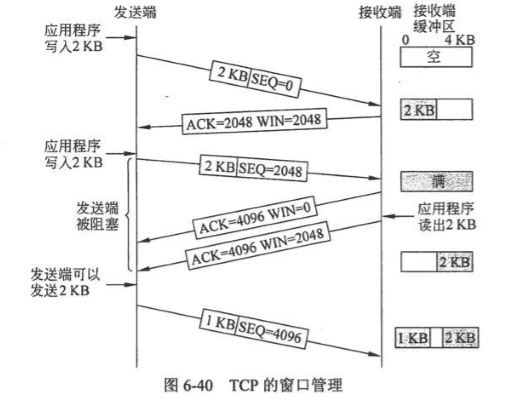 发送端
接收端
接收端
缓冲区
0 4 KB
应用程序
写入2 KB
空
2 KB SEQ=0
2 KB
ACK=2048 WIN=2048
应用程序
写入2 KB
2 KB SEQ=2048
满
发送端
被阻塞
ACK=4096 WIN=0
应用程序
读出2 KB
ACK=4096 WIN=2048
2 KB
发送端可以
发送2 KB
1 KB SEQ=4096
1 KB 2 KB
图 6-40 TCP 的窗口管理